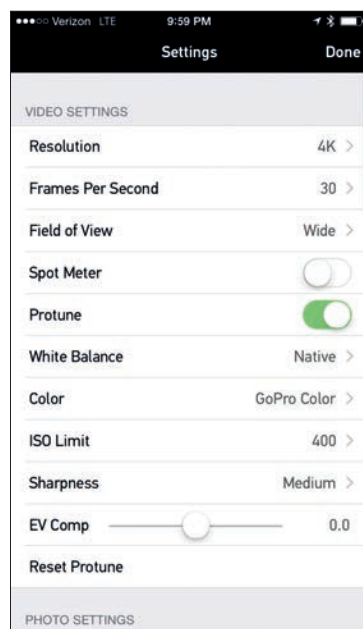 Verizon LTE 9:59 PM
Settings Done
VIDEO SETTINGS
Resolution 4K
Frames Per Second 30
Field of View Wide
Spot Meter
Protune
White Balance Native
Color GoPro Color
ISO Limit 400
Sharpness Medium
EV Comp 0.0
Reset Protune
PHOTO SETTINGS